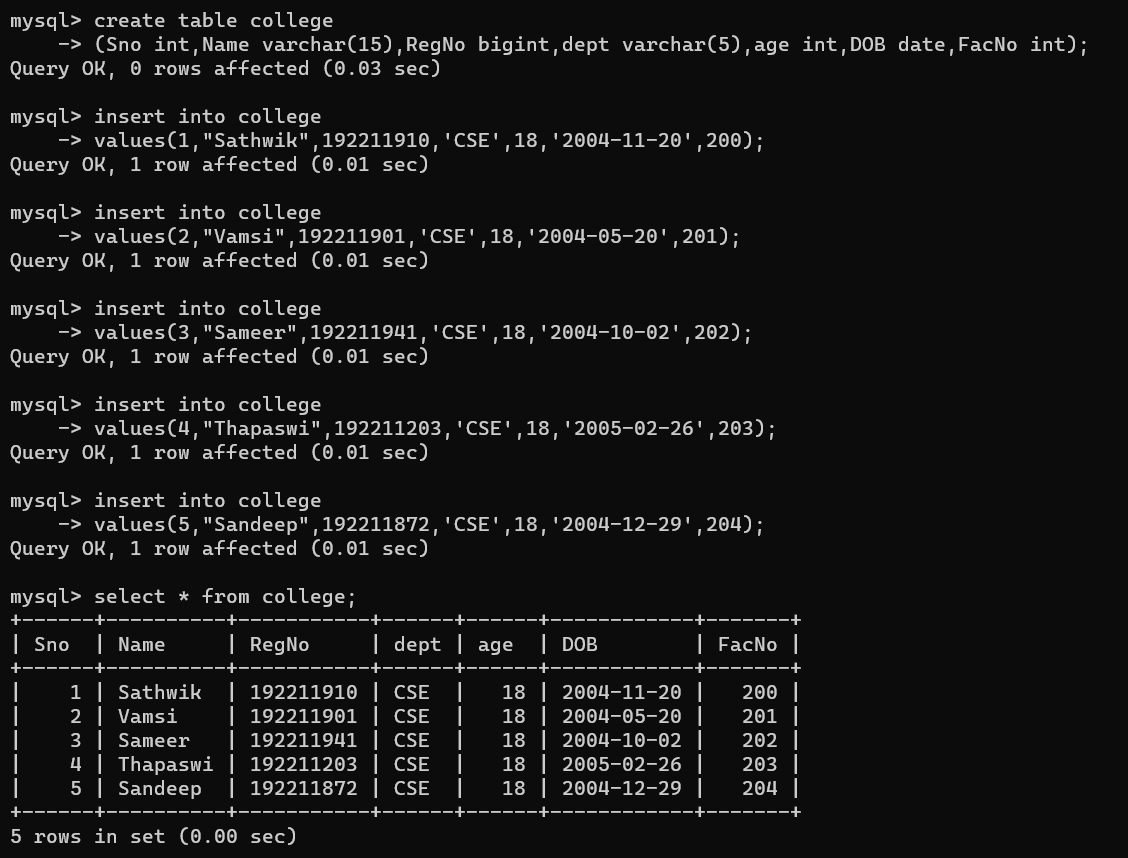 mysql> create table college
    -> (Sno int,Name varchar(15),RegNo bigint,dept varchar(5),age int,DOB date,FacNo int);
Query OK, 0 rows affected (0.03 sec)

mysql> insert into college
    -> values(1,"Sathwik",192211910,'CSE',18,'2004-11-20',200);
Query OK, 1 row affected (0.01 sec)

mysql> insert into college
    -> values(2,"Vamsi",192211901,'CSE',18,'2004-05-20',201);
Query OK, 1 row affected (0.01 sec)

mysql> insert into college
    -> values(3,"Sameer",192211941,'CSE',18,'2004-10-02',202);
Query OK, 1 row affected (0.01 sec)

mysql> insert into college
    -> values(4,"Thapaswi",192211203,'CSE',18,'2005-02-26',203);
Query OK, 1 row affected (0.01 sec)

mysql> insert into college
    -> values(5,"Sandeep",192211872,'CSE',18,'2004-12-29',204);
Query OK, 1 row affected (0.01 sec)

mysql> select * from college;
+------+----------+-----------+------+------+------------+-------+
| Sno  | Name     | RegNo     | dept | age  | DOB        | FacNo |
+------+----------+-----------+------+------+------------+-------+
|    1 | Sathwik  | 192211910 | CSE  |   18 | 2004-11-20 |   200 |
|    2 | Vamsi    | 192211901 | CSE  |   18 | 2004-05-20 |   201 |
|    3 | Sameer   | 192211941 | CSE  |   18 | 2004-10-02 |   202 |
|    4 | Thapaswi | 192211203 | CSE  |   18 | 2005-02-26 |   203 |
|    5 | Sandeep  | 192211872 | CSE  |   18 | 2004-12-29 |   204 |
+------+----------+-----------+------+------+------------+-------+
5 rows in set (0.00 sec)